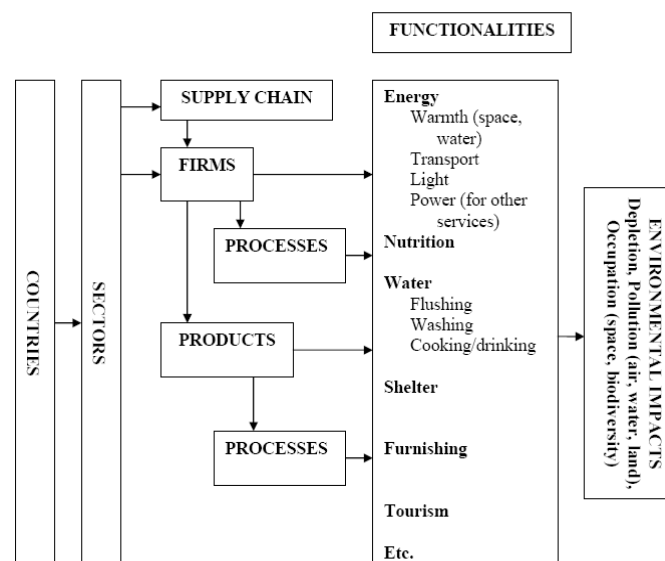 FUNCTIONALITIES
COUNTRIES
SECTORS
SUPPLY CHAIN
FIRMS
PROCESSES
PRODUCTS
PROCESSES
Energy
Warmth (space,
water)
Transport
Light
Power (for other
services)
Nutrition
Water
Flushing
Washing
Cooking/drinking
Shelter
Furnishing
Tourism
Etc.
ENVIRONMENTAL IMPACTS
Depletion, Pollution (air, water, land),
Occupation (space, biodiversity)